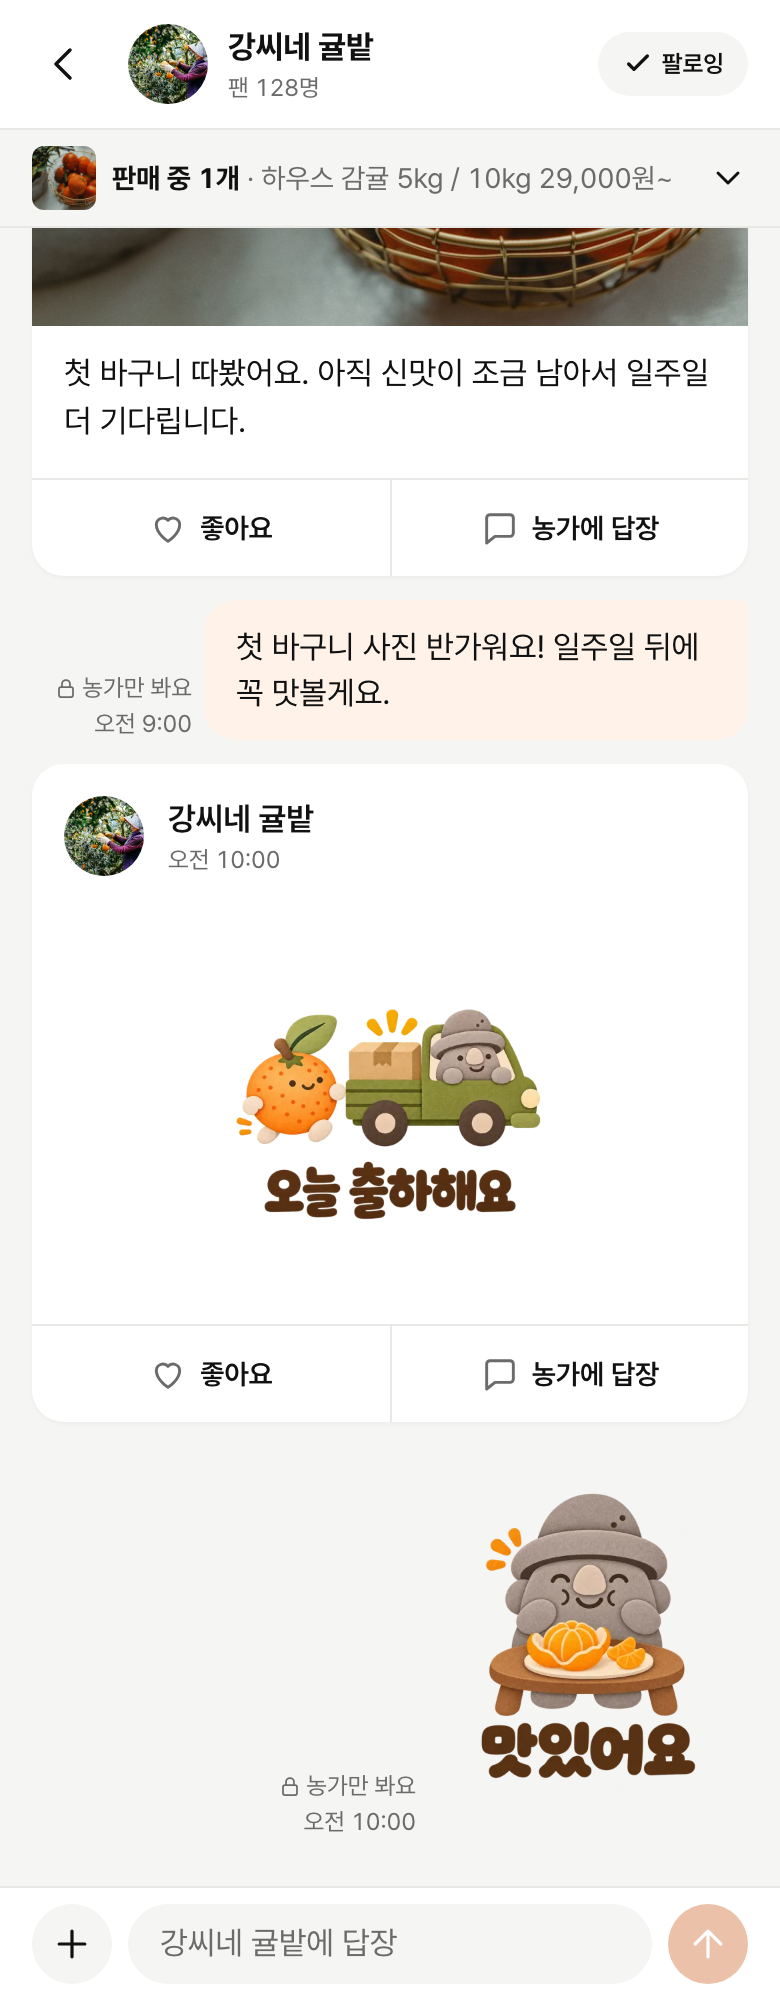 강씨네 귤밭
팬 128명
팔로잉
판매 중 1개 · 하우스 감귤 5kg / 10kg 29,000원~
첫 바구니 따봤어요. 아직 신맛이 조금 남아서 일주일
더 기다립니다.
좋아요
농가에 답장
첫 바구니 사진 반가워요! 일주일 뒤에
꼭 맛볼게요.
농가만 봐요
오전 9:00
강씨네 귤밭
오전 10:00
오늘 출하해요
좋아요
농가에 답장
맛있어요
농가만 봐요
오전 10:00
강씨네 귤밭에 답장